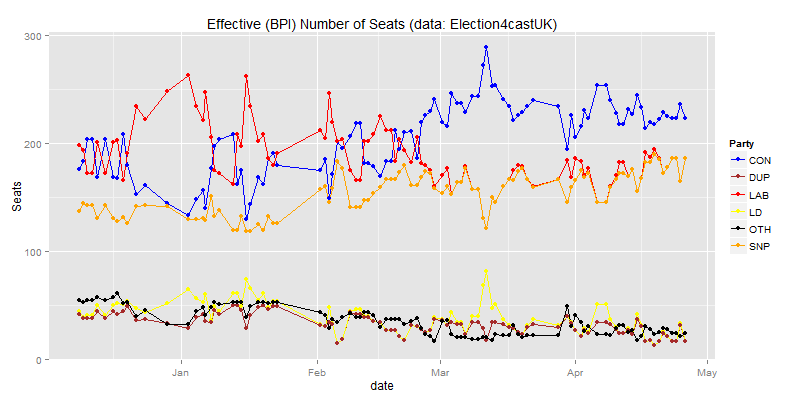 Effective (BPI) Number of Seats (data: Election4castUK)
300
200
100
0
Seats
Jan
Feb
Mar
Apr
May
date
Party
CON
DUP
LAB
LD
OTH
SNP